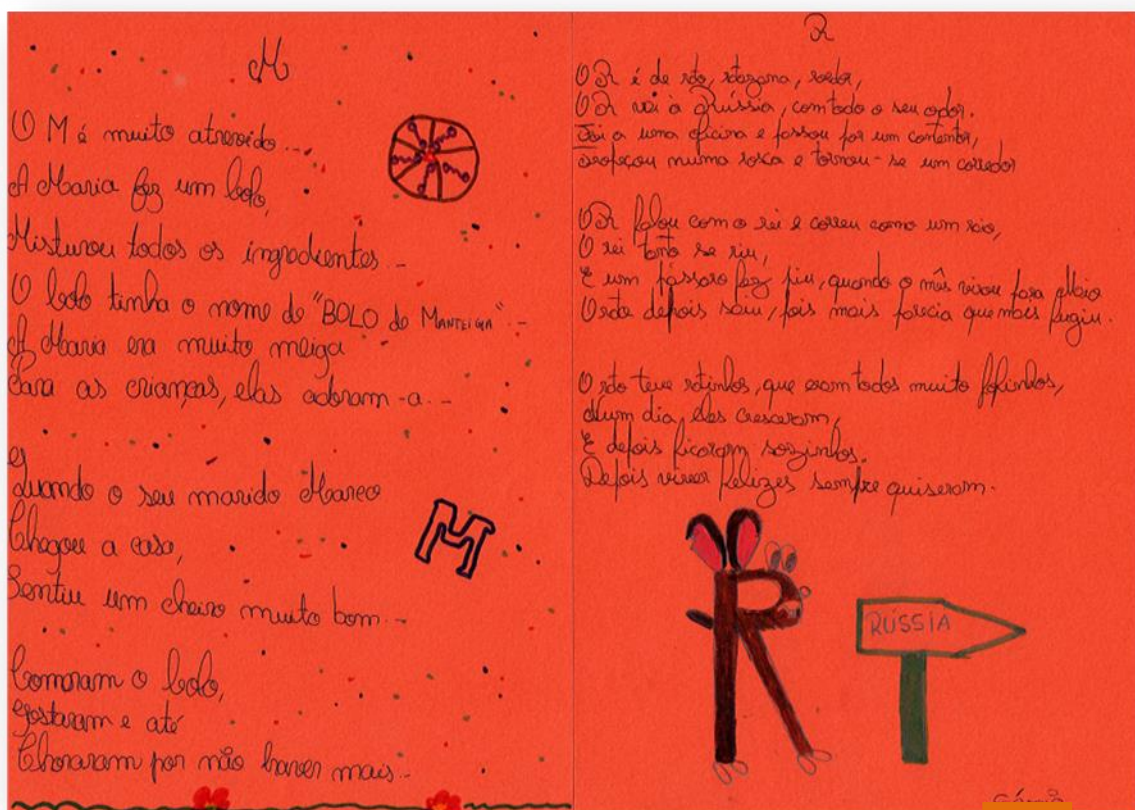 M
O M é muito atrevido...
A Maria fez um bolo,
Misturou todos os ingredientes...
O bolo tinha o nome de "BOLO de MANTEIGA"...
A Maria era muito meiga
Para as crianças, elas adoram-a...
Quando o seu marido Marco
Chegou a casa,
Sentiu um cheiro muito bom...
M
Comeram o bolo,
Gostaram e até
Choraram por não haver mais...
R
O R é de rato, ratazana, roedor,
O R vai à Rússia, com todo o seu odor.
Foi a uma oficina e passou por um contentor,
Tropeçou numa rosca e tornou-se um corredor
O R falou com o rei e correu como um raio,
O rei tanto se riu,
E um pássaro fez piu, quando o mês virou para Maio
O rato depois saiu, pois mais parecia que mais fugiu.
O rato teve ratinhos, que eram todos muito fofinhos,
Num dia, eles cresceram,
E depois ficaram sozinhos.
Depois viver felizes sempre quiseram.
R
RÚSSIA